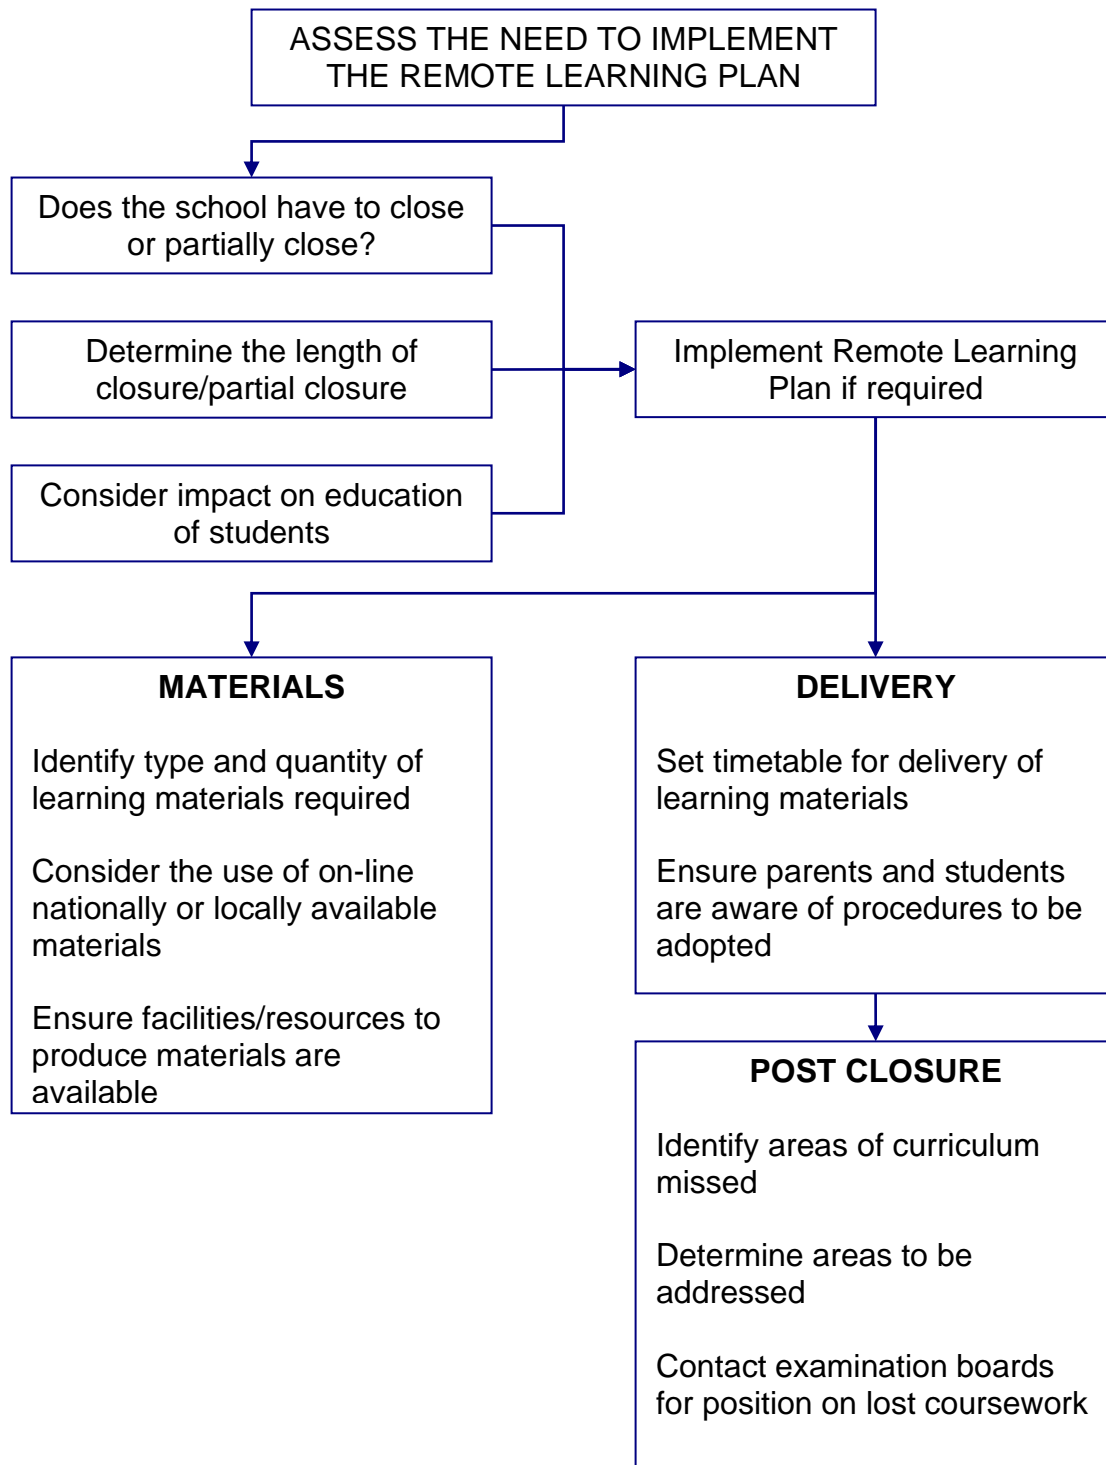 ASSESS THE NEED TO IMPLEMENT
THE REMOTE LEARNING PLAN
Does the school have to close
or partially close?
Determine the length of
closure/partial closure
Implement Remote Learning
Plan if required
Consider impact on education
of students
MATERIALS
Identify type and quantity of
learning materials required
Consider the use of on-line
nationally or locally available
materials
Ensure facilities/resources to
produce materials are
available
DELIVERY
Set timetable for delivery of
learning materials
Ensure parents and students
are aware of procedures to be
adopted
POST CLOSURE
Identify areas of curriculum
missed
Determine areas to be
addressed
Contact examination boards
for position on lost coursework